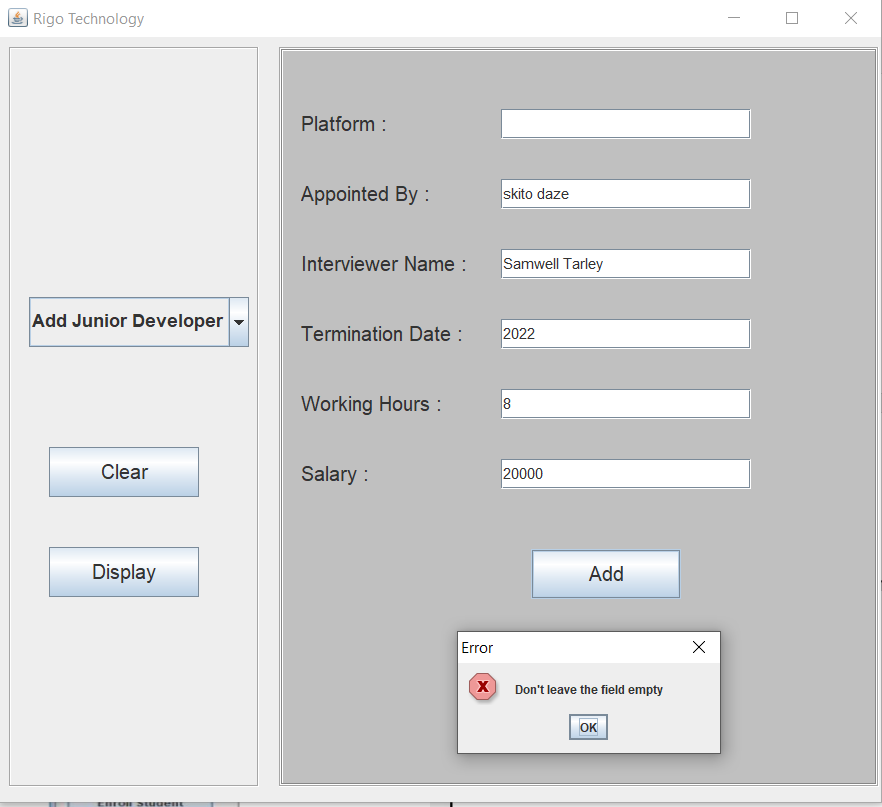 Rigo Technology
Platform :
Appointed By :
skito daze
Interviewer Name :
Samwell Tarley
Add Junior Developer
Termination Date :
2022
Working Hours :
8
Clear
Salary :
20000
Display
Add
Error
X
Don't leave the field empty
OK
Enroll student